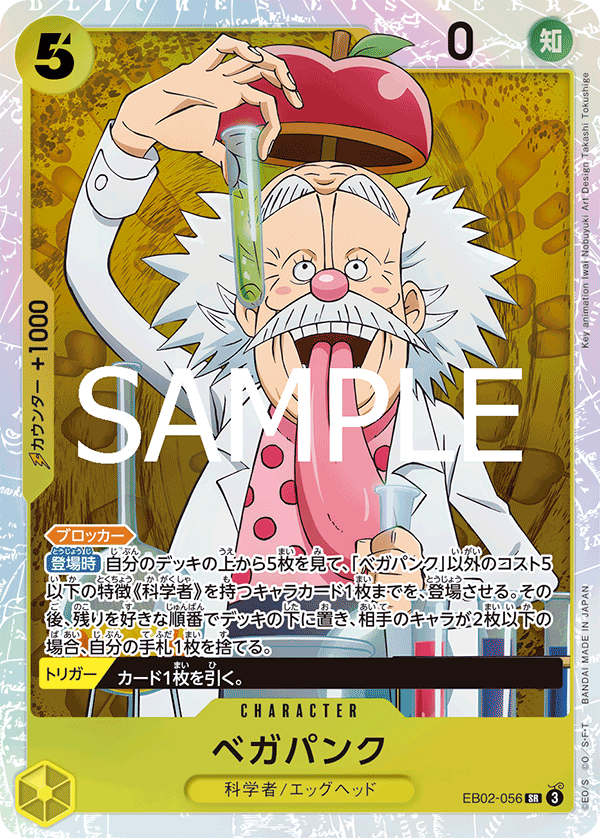 5
0
知
Key animation Iwai Nobuyuki Art Design Takashi Tokushige
カウンター +1000
SAMPLE
ブロッカー
登場時 自分のデッキの上から5枚を見て、「ベガパンク」以外のコスト5
以下の特徴《科学者》を持つキャラカード1枚までを、登場させる。その
後、残りを好きな順番でデッキの下に置き、相手のキャラが2枚以下の
場合、自分の手札1枚を捨てる。
トリガー カード1枚を引く。
CHARACTER
ベガパンク
科学者/エッグヘッド
EB02-056 SR 3
©E.O/S ©O/S・F・T BANDAI MADE IN JAPAN